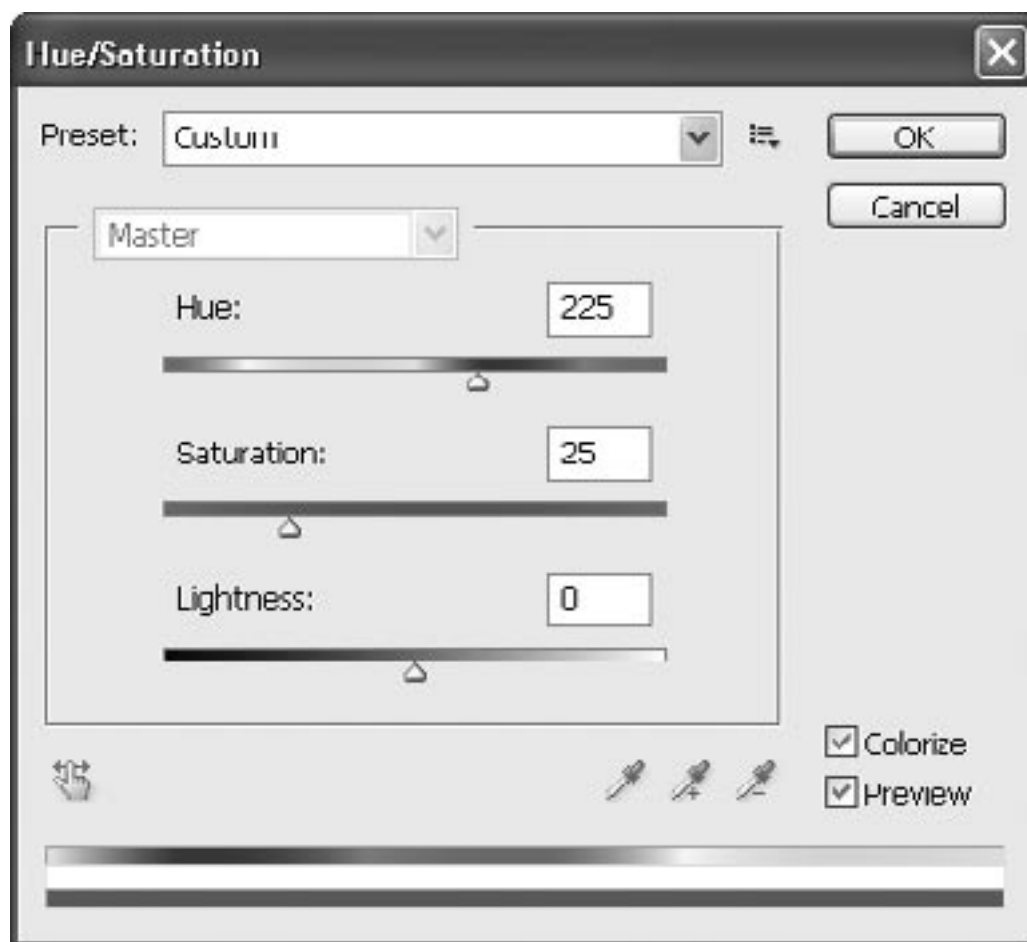 Hue/Saturation
Preset: Custom
OK
Cancel
Master
Hue: 225
Saturation: 25
Lightness: 0
Colorize
Preview